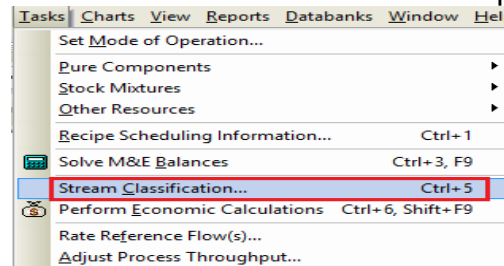 Tasks Charts View Reports Databanks Window Hel
Set Mode of Operation...
Pure Components
Stock Mixtures
Other Resources
Recipe Scheduling Information... Ctrl+1
Solve M&E Balances Ctrl+3, F9
Stream Classification... Ctrl+5
Perform Economic Calculations Ctrl+6, Shift+F9
Rate Reference Flow(s)...
Adjust Process Throughput...